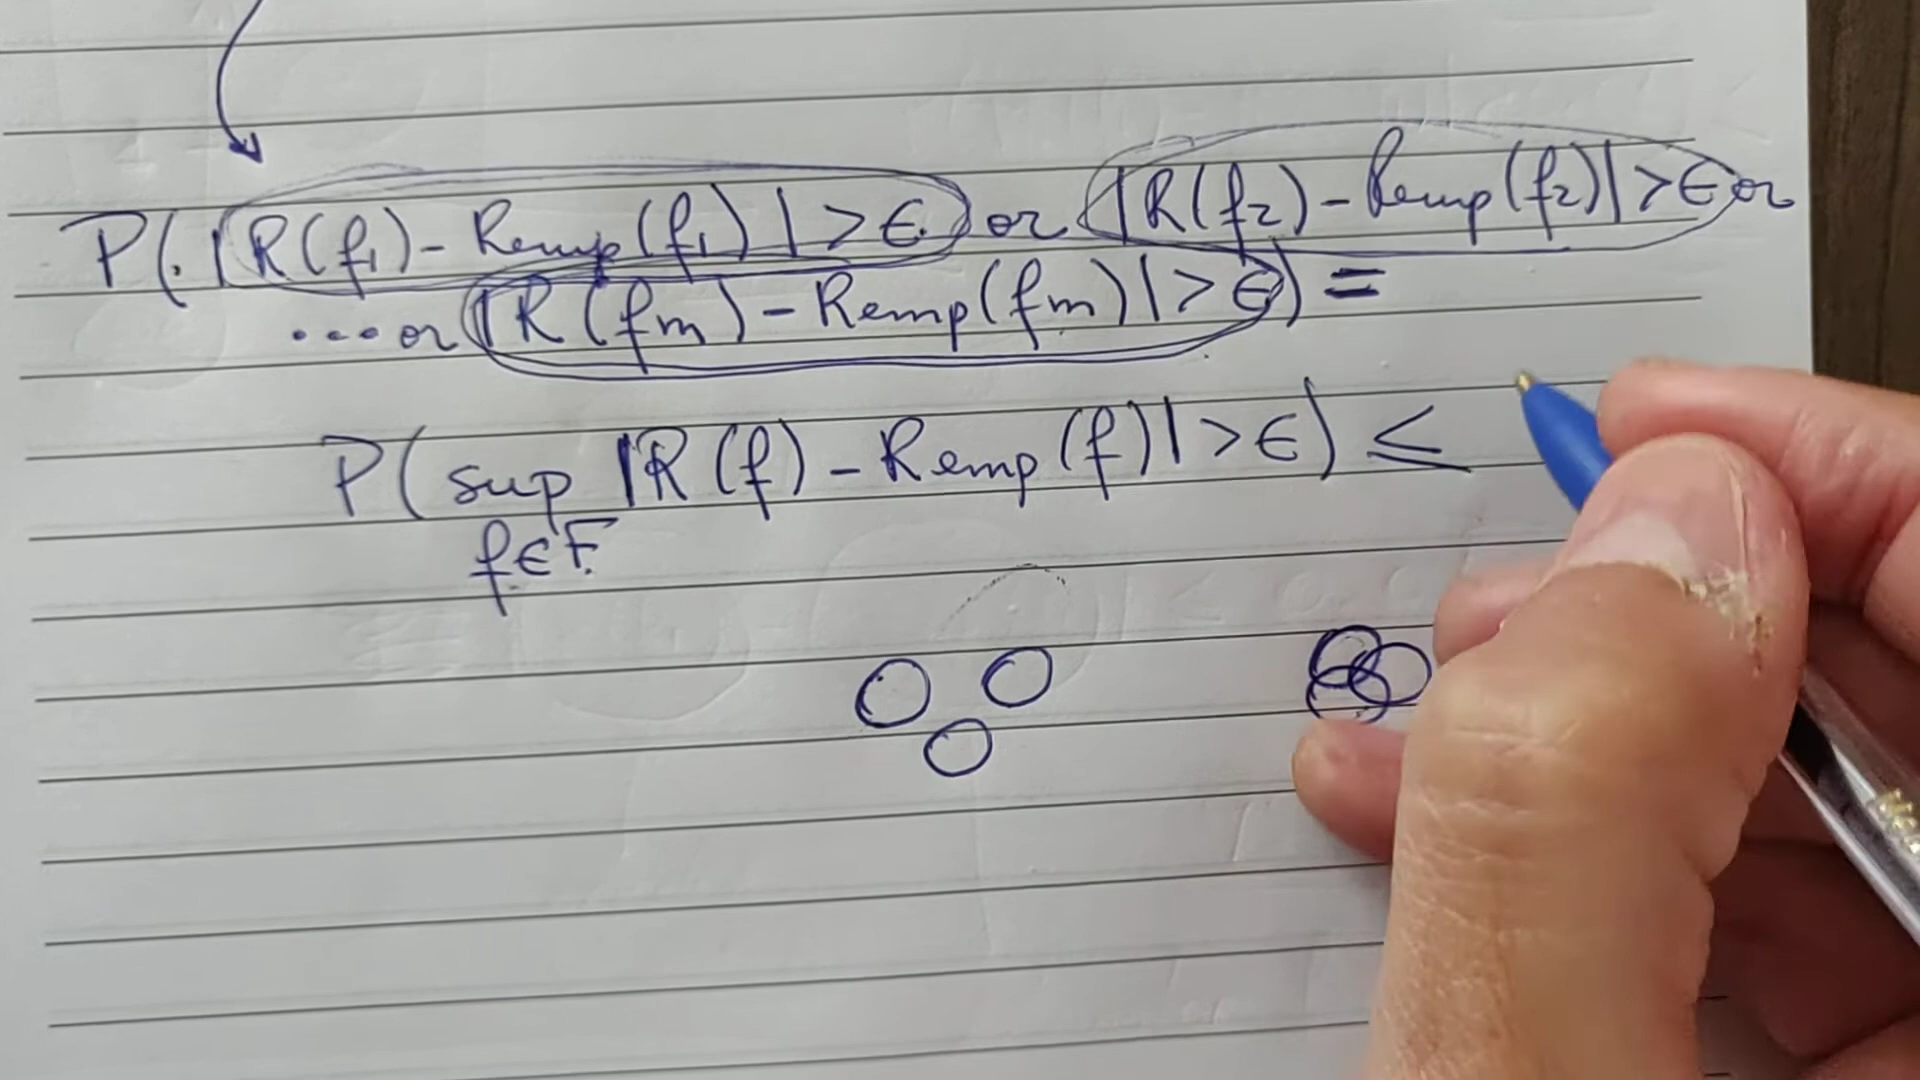 P(|R(f₁) - Remp(f₁)| > ϵ or |R(f₂) - Remp(f₂)| > ϵ or
.... or |R(fm) - Remp(fm)| > ϵ) =
P(sup |R(f) - Remp(f)| > ϵ) ≤
f∈F